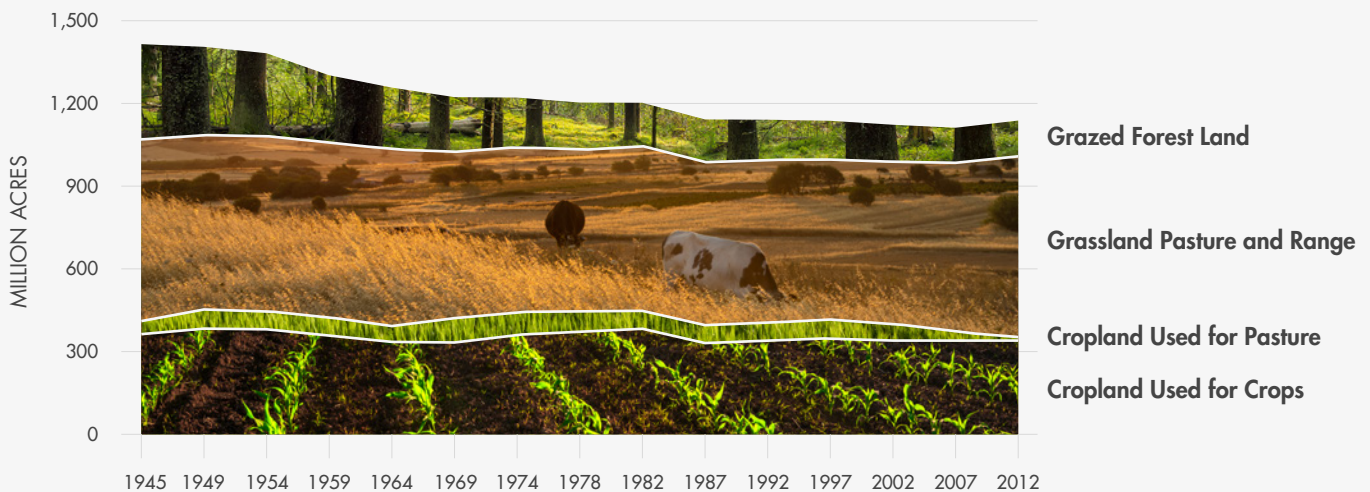 1,500
1,200
900
600
300
0
MILLION ACRES
Grazed Forest Land
Grassland Pasture and Range
Cropland Used for Pasture
Cropland Used for Crops
1945 1949 1954 1959 1964 1969 1974 1978 1982 1987 1992 1997 2002 2007 2012